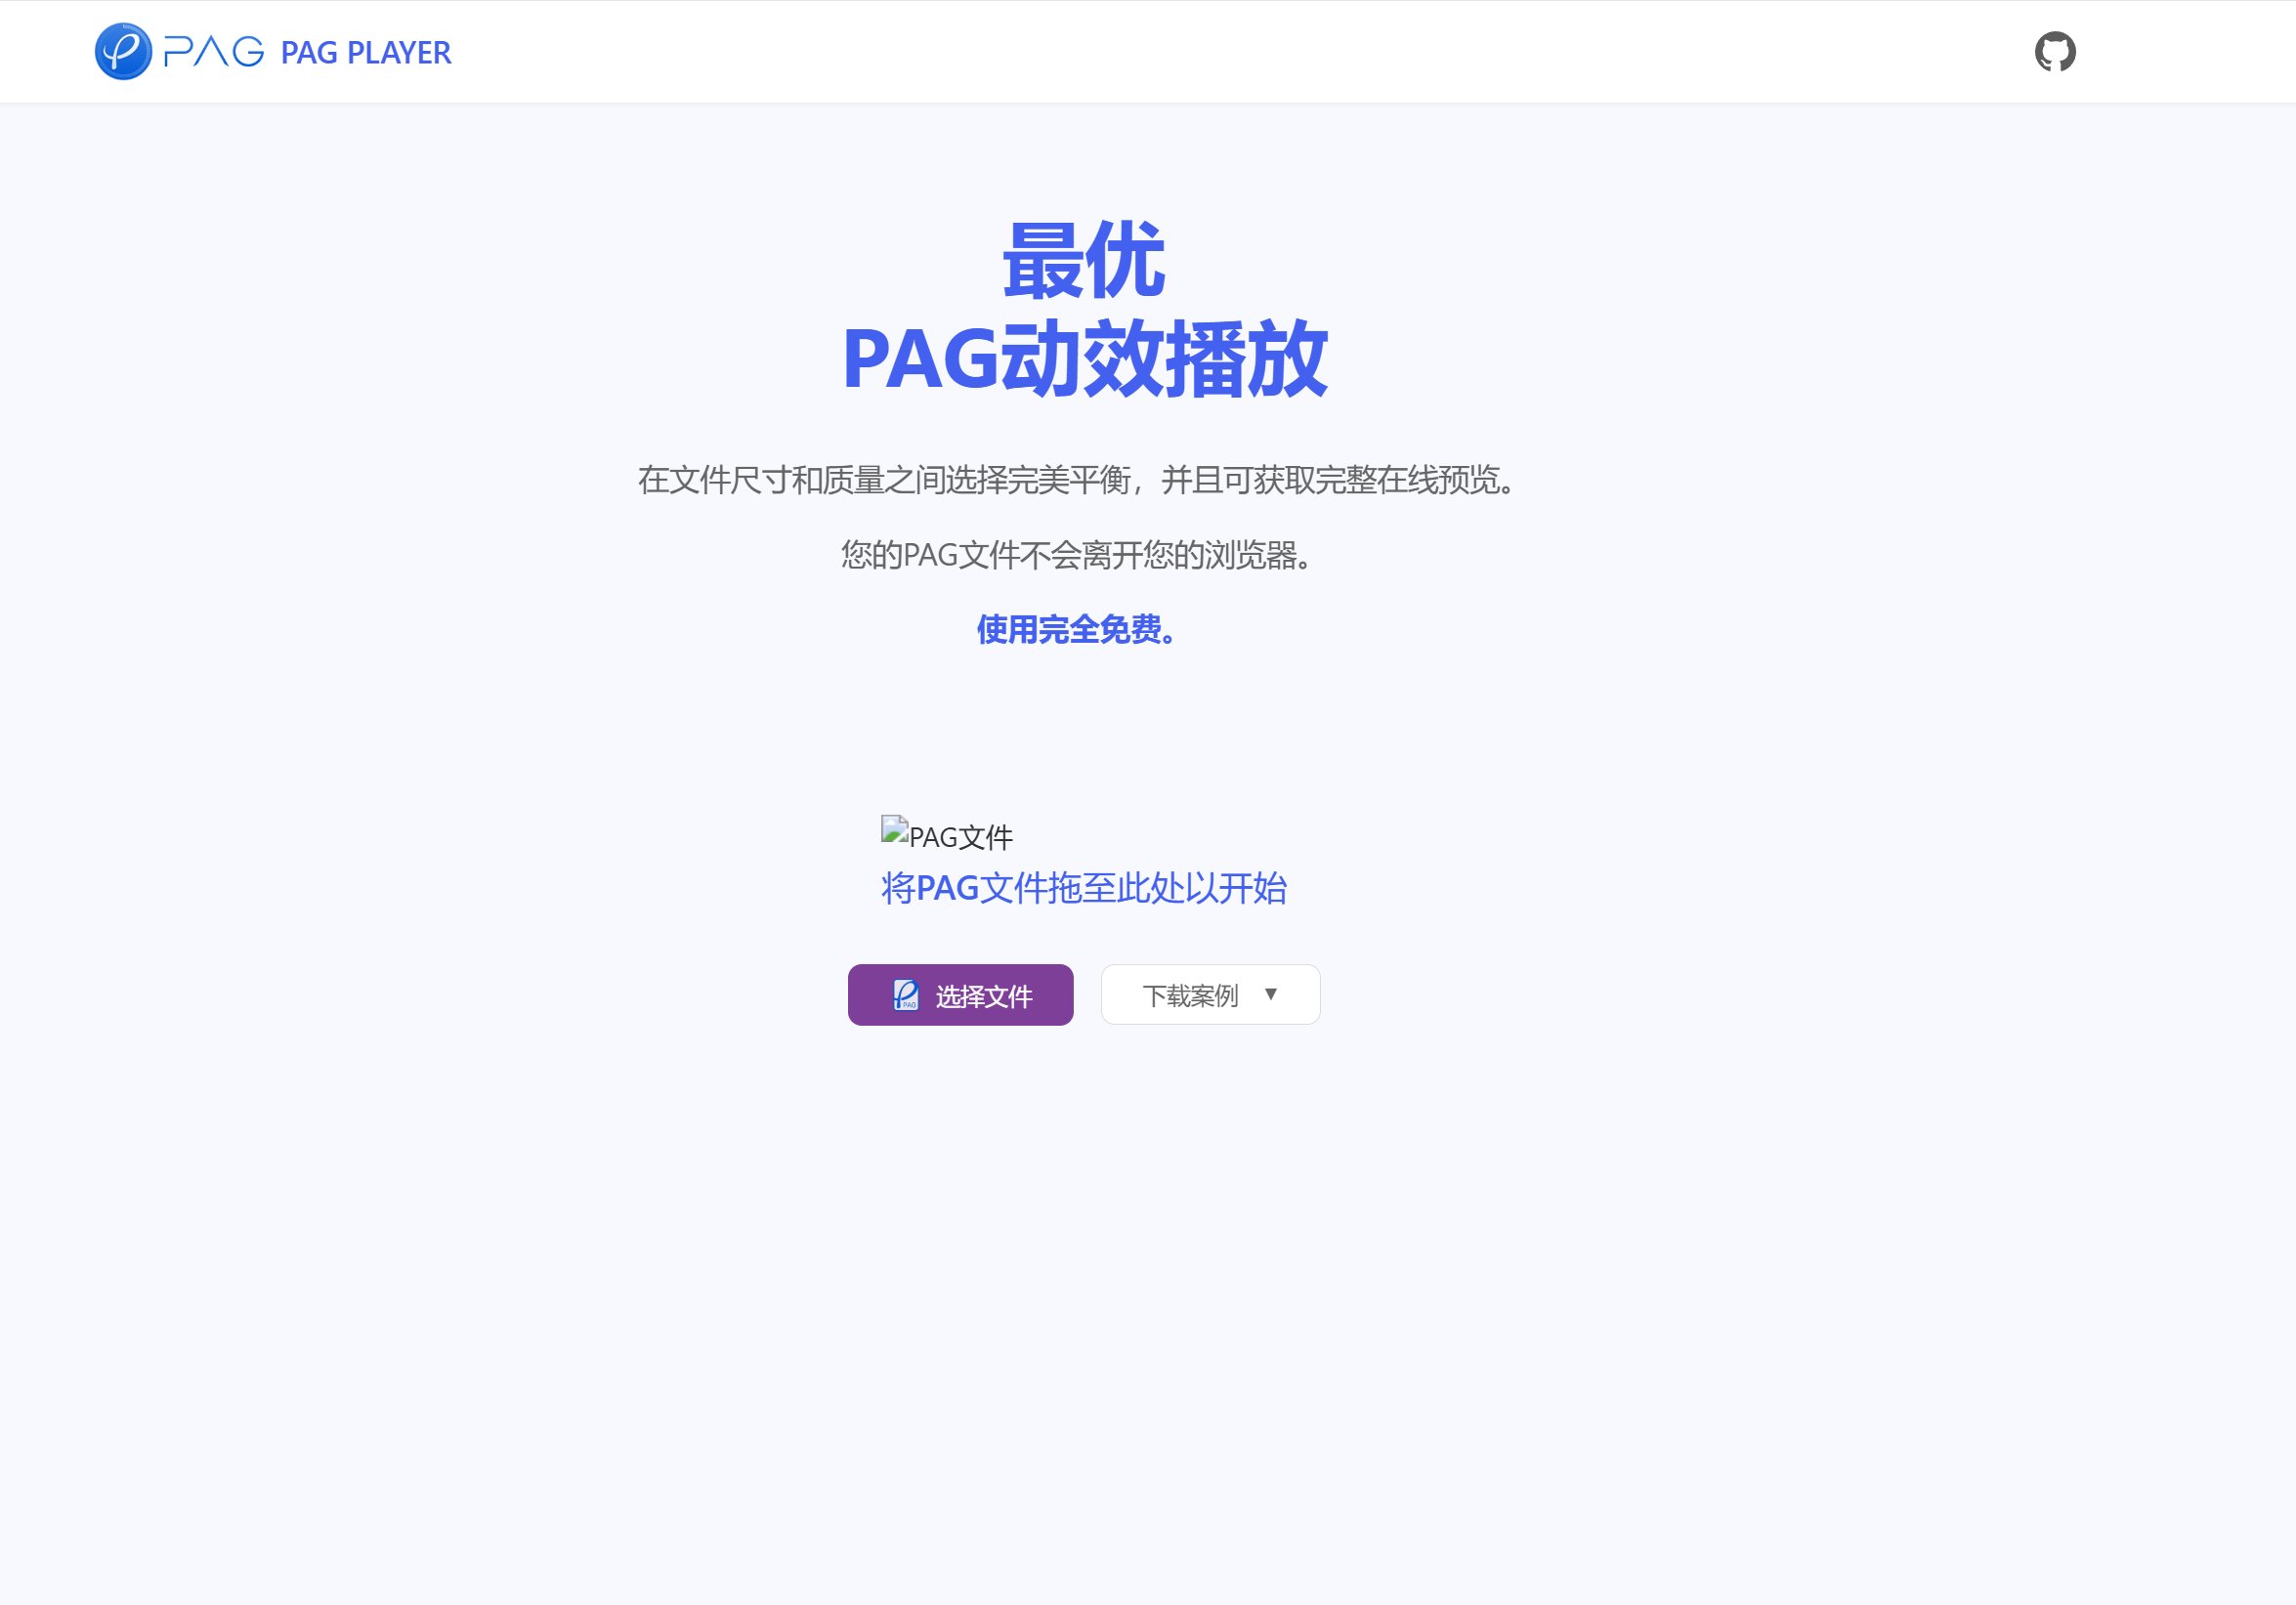 PAG PAG PLAYER
最优
PAG动效播放
在文件尺寸和质量之间选择完美平衡，并且可获取完整在线预览。
您的PAG文件不会离开您的浏览器。
使用完全免费。
PAG文件
将PAG文件拖至此处以开始
PAG 选择文件
下载案例 ▼